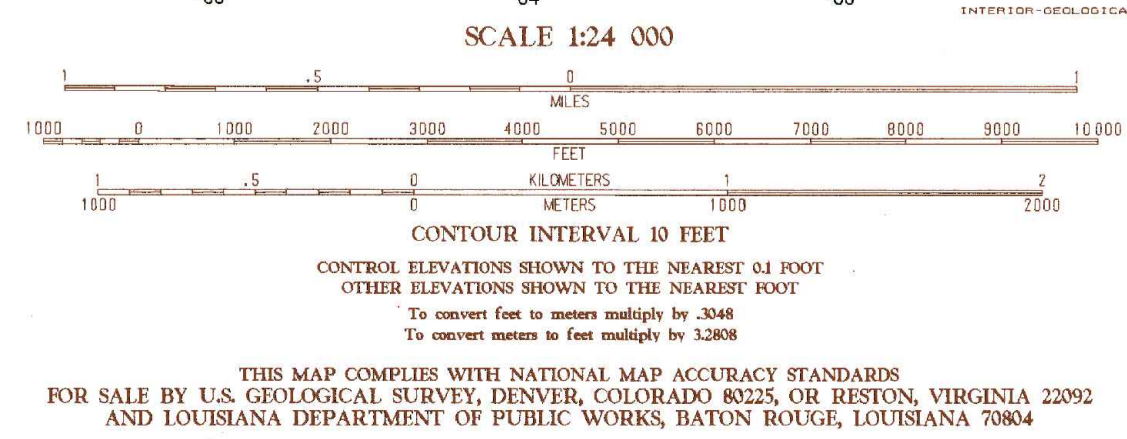 INTERIOR-GEOLOGICA
SCALE 1:24 000
1 .5 0 1
MILES
1000 0 1000 2000 3000 4000 5000 6000 7000 8000 9000 10 000
FEET
1 .5 0 KILOMETERS 1 2
1000 0 METERS 1000 2000
CONTOUR INTERVAL 10 FEET
CONTROL ELEVATIONS SHOWN TO THE NEAREST 0.1 FOOT
OTHER ELEVATIONS SHOWN TO THE NEAREST FOOT
To convert feet to meters multiply by .3048
To convert meters to feet multiply by 3.2808
THIS MAP COMPLIES WITH NATIONAL MAP ACCURACY STANDARDS
FOR SALE BY U.S. GEOLOGICAL SURVEY, DENVER, COLORADO 80225, OR RESTON, VIRGINIA 22092
AND LOUISIANA DEPARTMENT OF PUBLIC WORKS, BATON ROUGE, LOUISIANA 70804